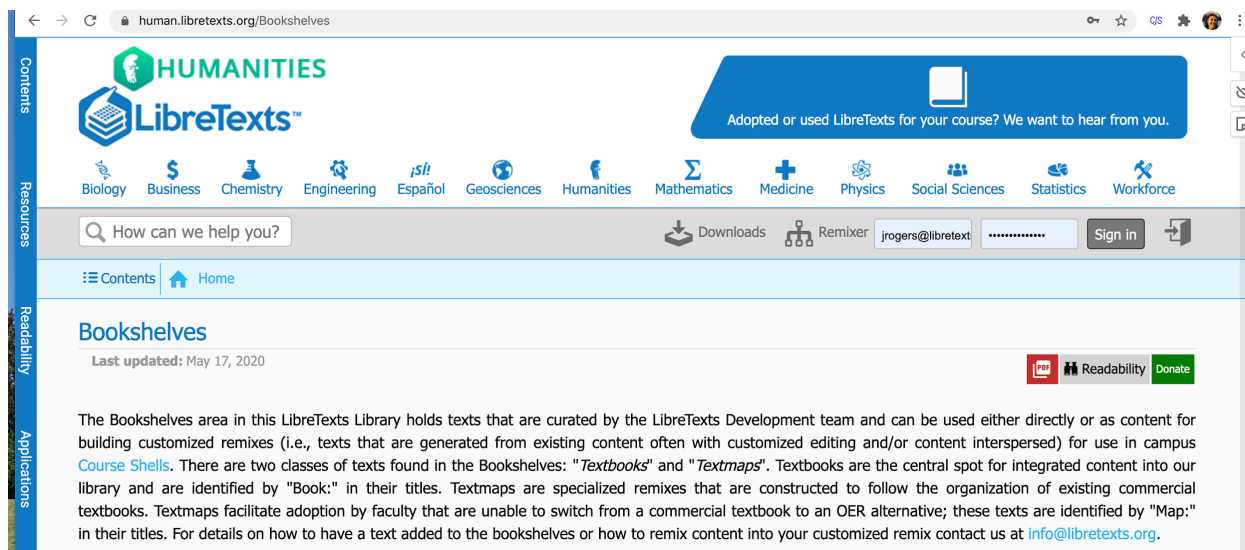 human.libretexts.org/Bookshelves
Contents
Resources
Readability
Applications
HUMANITIES
LibreTexts™
Adopted or used LibreTexts for your course? We want to hear from you.
Biology Business Chemistry Engineering ¡SÍ! Español Geosciences Humanities Mathematics Medicine Physics Social Sciences Statistics Workforce
How can we help you? Downloads Remixer jrogers@libretext Sign in
Contents Home
Bookshelves
Last updated: May 17, 2020
PDF Readability Donate
The Bookshelves area in this LibreTexts Library holds texts that are curated by the LibreTexts Development team and can be used either directly or as content for
building customized remixes (i.e., texts that are generated from existing content often with customized editing and/or content interspersed) for use in campus
Course Shells. There are two classes of texts found in the Bookshelves: "Textbooks" and "Textmaps". Textbooks are the central spot for integrated content into our
library and are identified by "Book:" in their titles. Textmaps are specialized remixes that are constructed to follow the organization of existing commercial
textbooks. Textmaps facilitate adoption by faculty that are unable to switch from a commercial textbook to an OER alternative; these texts are identified by "Map:"
in their titles. For details on how to have a text added to the bookshelves or how to remix content into your customized remix contact us at info@libretexts.org.